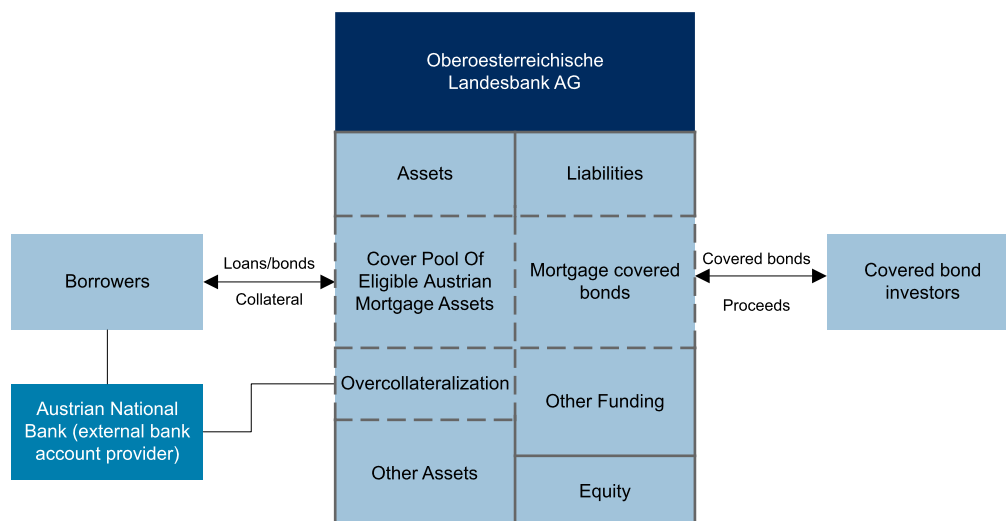 Oberoesterreichische
Landesbank AG
Assets
Liabilities
Borrowers
Loans/bonds
Collateral
Cover Pool Of
Eligible Austrian
Mortgage Assets
Mortgage covered
bonds
Covered bonds
Proceeds
Covered bond
investors
Austrian National
Bank (external bank
account provider)
Overcollateralization
Other Funding
Other Assets
Equity